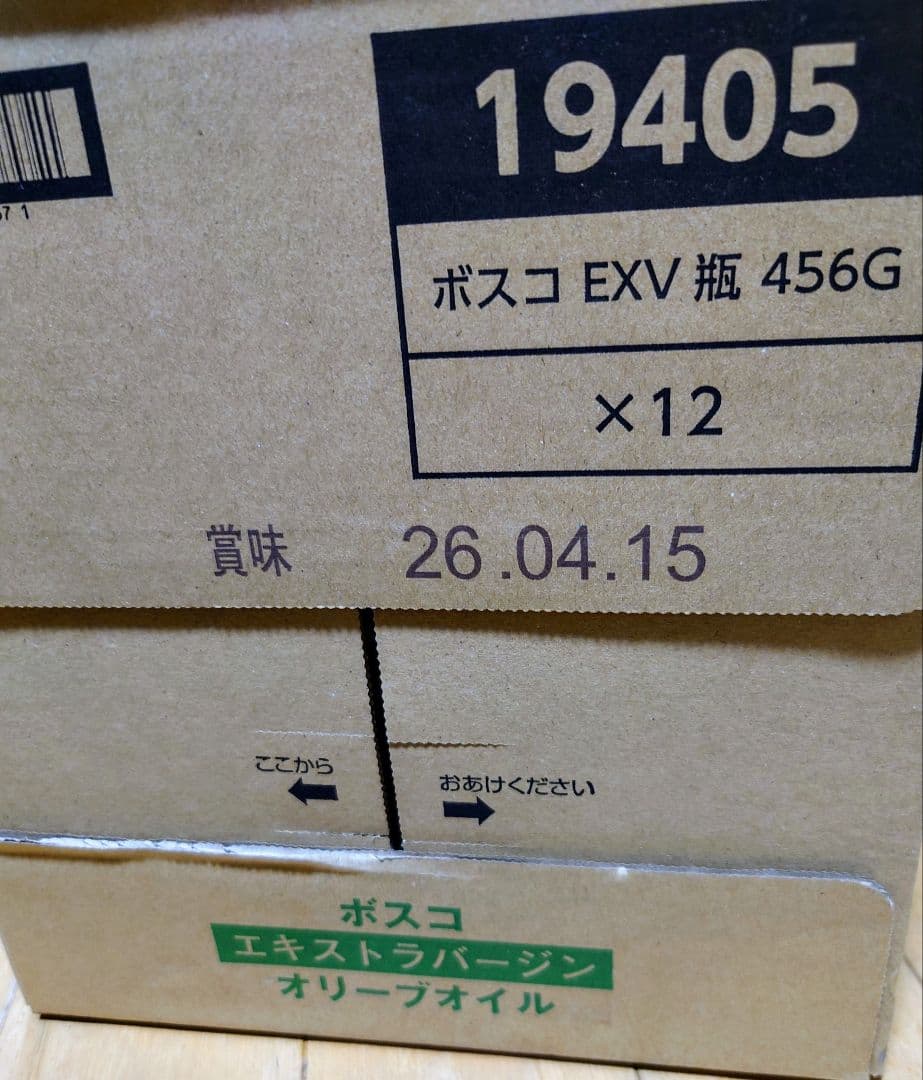 19405
ボスコ EXV 瓶 456G
×12
67 1
賞味 26.04.15
ここから
おあけください
ボスコ
エキストラバージン
オリーブオイル